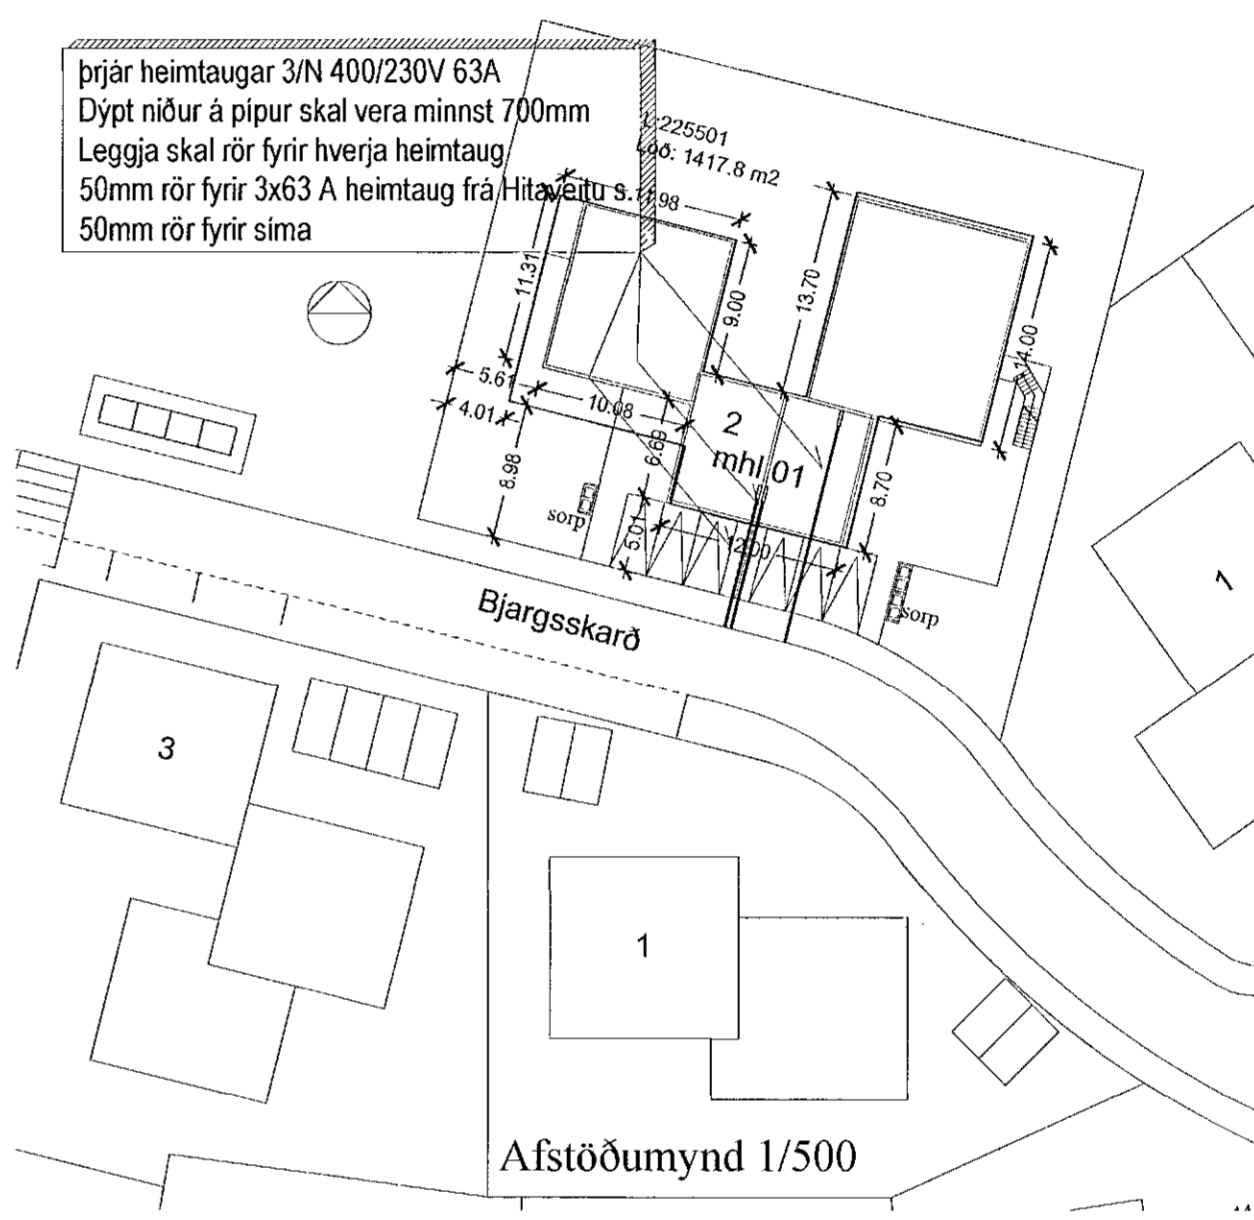 þrjár heimtaugar 3/N 400/230V 63A
Dýpt niður á pípur skal vera minnst 700mm
Leggja skal rör fyrir hverja heimtaug
50mm rör fyrir 3x63 A heimtaug frá Hitaveitu s.
50mm rör fyrir síma
L:225501
Lóð: 1417.8 m2
11.98
11.31
9.00
13.70
14.00
5.61
4.01
10.08
8.98
6.69
2
mhl 01
8.70
sorp
5.01
12.00
sorp
Bjargsskarð
1
3
1
Afstöðumynd 1/500